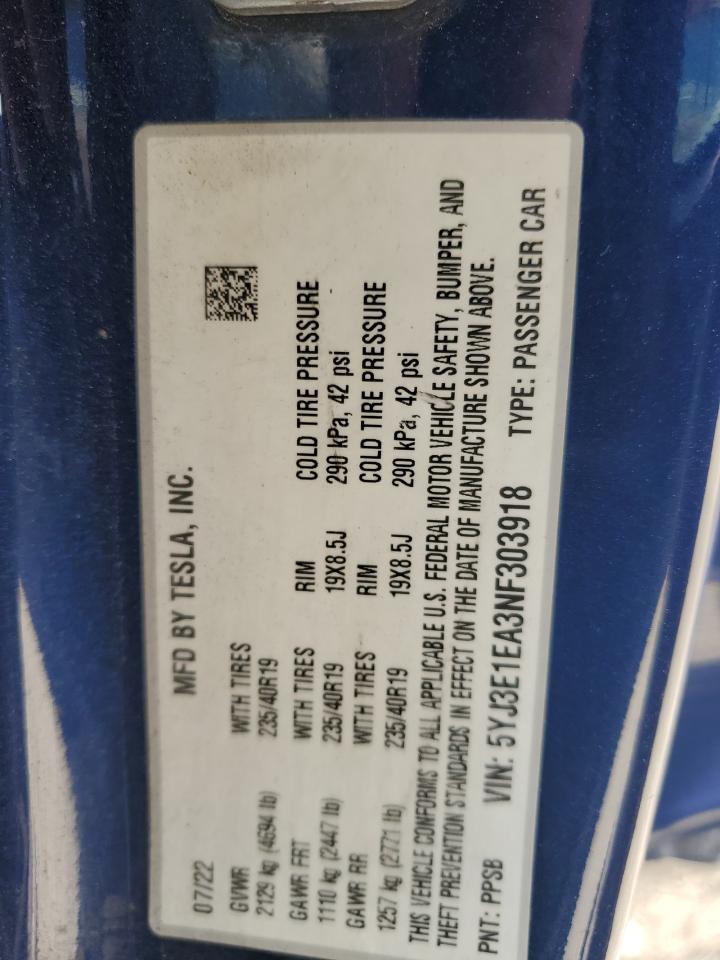 MFD BY TESLA, INC.
07/22
GVWR WITH TIRES
2129 kg (4694 lb) 235/40R19
GAWR FRT WITH TIRES RIM COLD TIRE PRESSURE
1110 kg (2447 lb) 235/40R19 19X8.5J 290 kPa, 42 psi
GAWR RR WITH TIRES RIM COLD TIRE PRESSURE
1257 kg (2771 lb) 235/40R19 19X8.5J 290 kPa, 42 psi
THIS VEHICLE CONFORMS TO ALL APPLICABLE U.S. FEDERAL MOTOR VEHICLE SAFETY, BUMPER, AND
THEFT PREVENTION STANDARDS IN EFFECT ON THE DATE OF MANUFACTURE SHOWN ABOVE.
PNT: PPSB VIN: 5YJ3E1EA3NF303918 TYPE: PASSENGER CAR